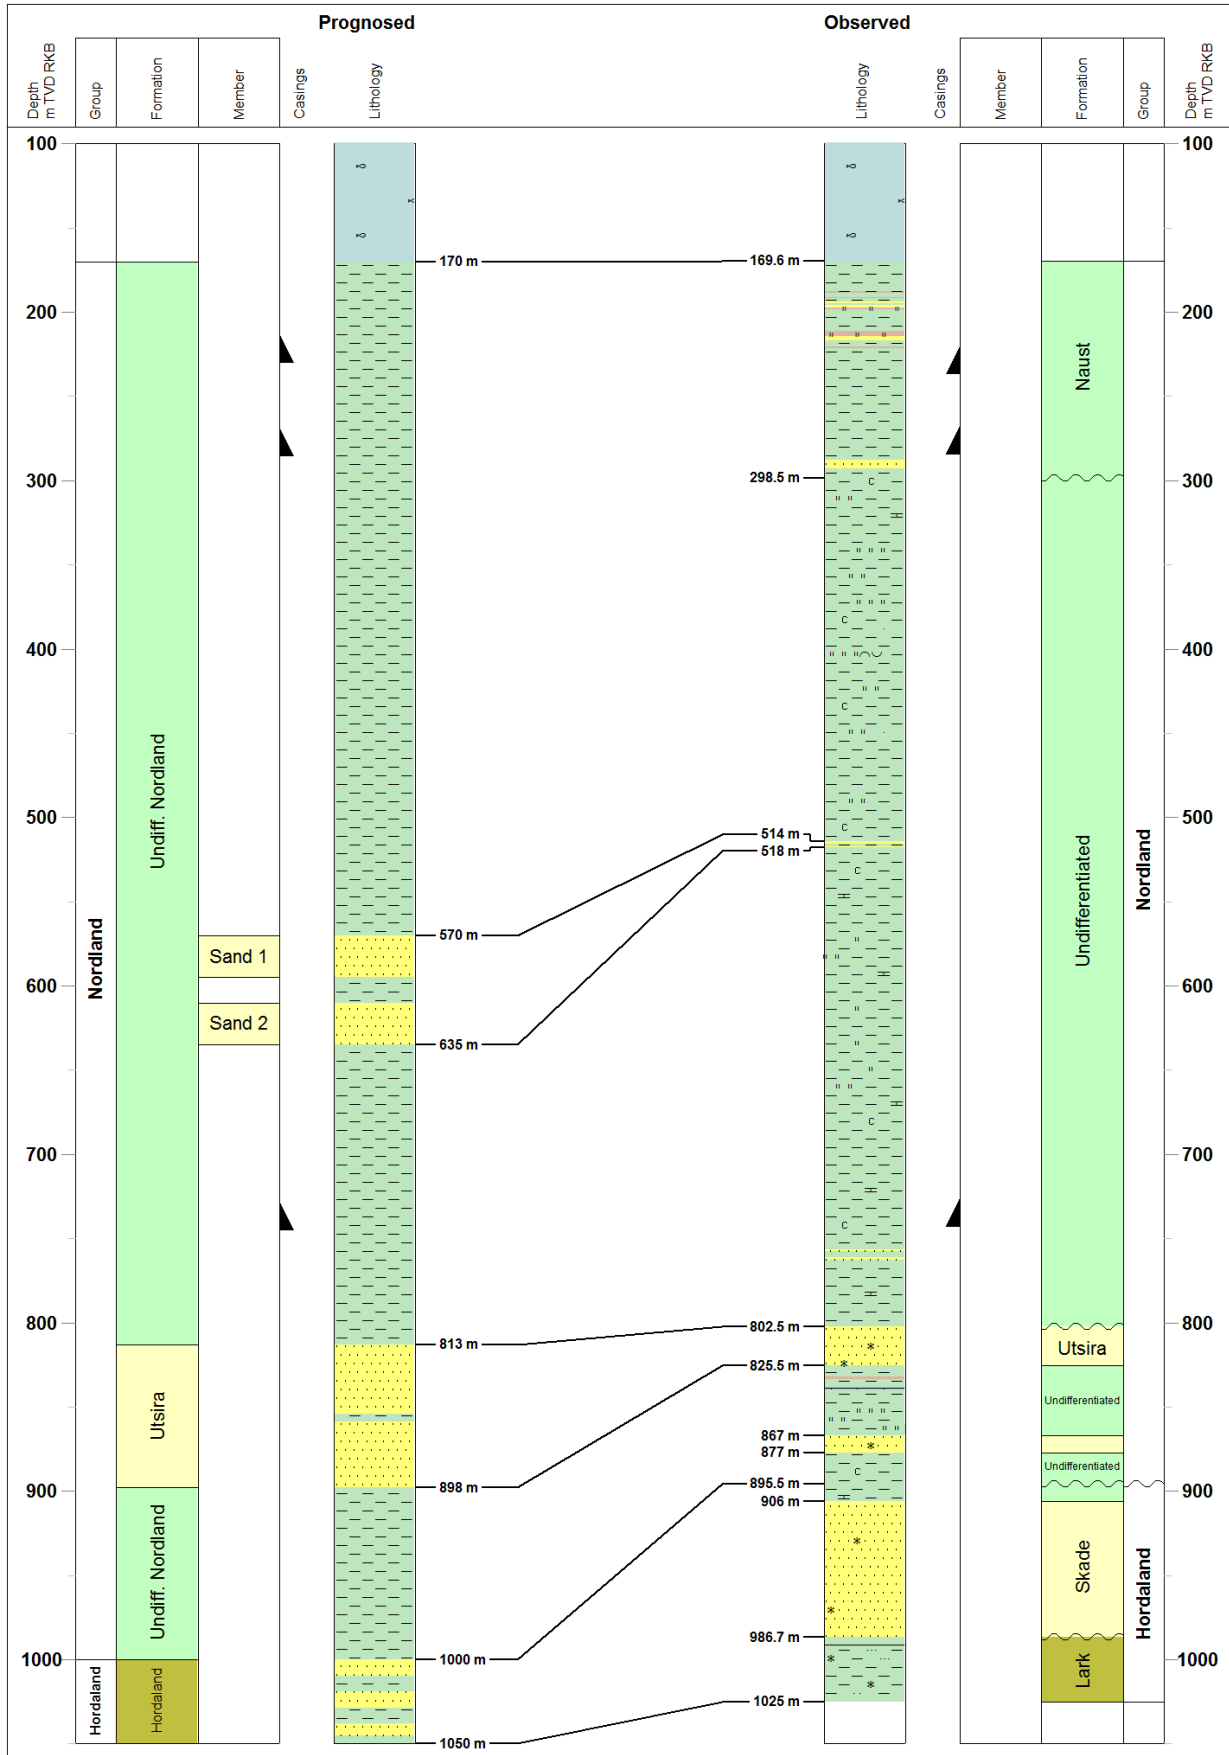 Prognosed
Observed
Depth
m TVD RKB
Group
Formation
Member
Casings
Lithology
Lithology
Casings
Member
Formation
Group
Depth
m TVD RKB
100
100
170 m
169.6 m
200
200
Naust
298.5 m
300
300
400
400
Undiff. Nordland
500
500
514 m
518 m
Nordland
Undifferentiated
570 m
Sand 1
600
600
Nordland
Sand 2
635 m
700
700
800
800
802.5 m
813 m
Utsira
825.5 m
Utsira
Undifferentiated
867 m
877 m
Undifferentiated
895.5 m
898 m
900
900
906 m
Undiff. Nordland
Skade
Hordaland
986.7 m
1000
1000 m
1000
Lark
Hordaland
Hordaland
1025 m
1050 m